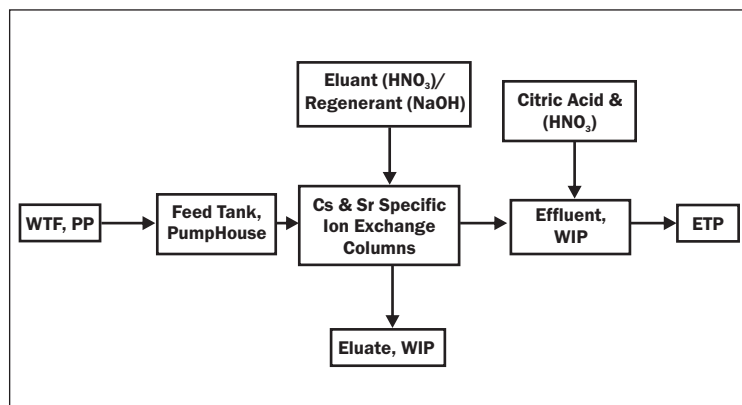 Eluant (HNO₃)/
Regenerant (NaOH)
Citric Acid &
(HNO₃)
WTF, PP
Feed Tank,
PumpHouse
Cs & Sr Specific
Ion Exchange
Columns
Effluent,
WIP
ETP
Eluate, WIP